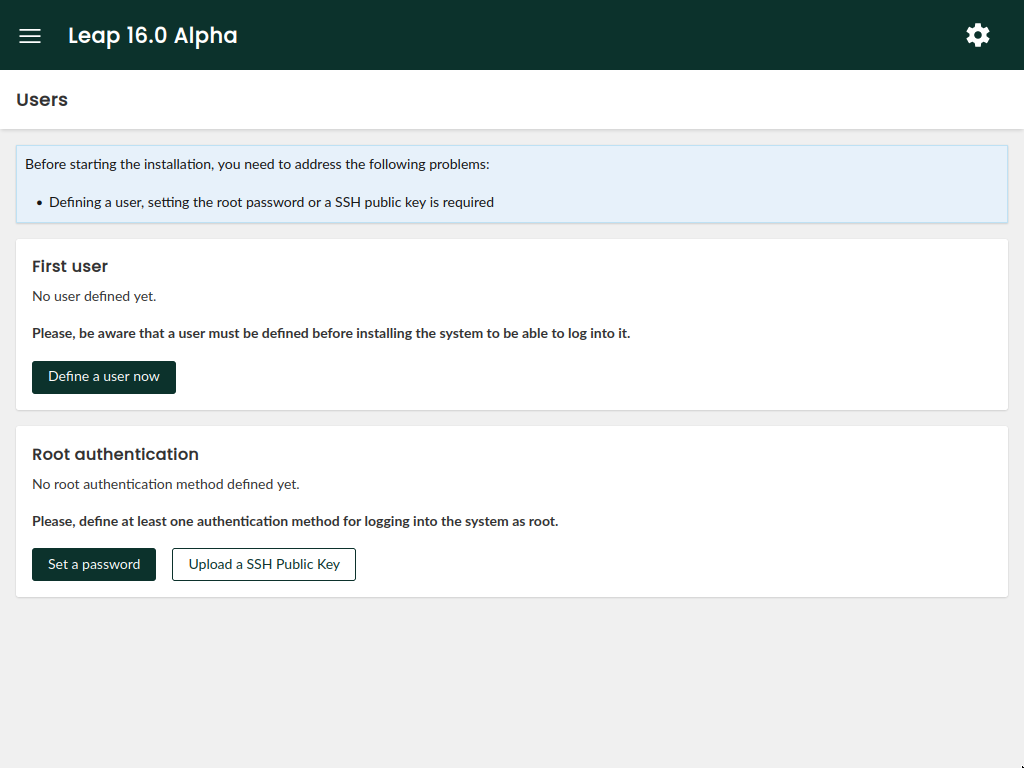 Leap 16.0 Alpha
Users
Before starting the installation, you need to address the following problems:
• Defining a user, setting the root password or a SSH public key is required
First user
No user defined yet.
Please, be aware that a user must be defined before installing the system to be able to log into it.
Define a user now
Root authentication
No root authentication method defined yet.
Please, define at least one authentication method for logging into the system as root.
Set a password
Upload a SSH Public Key